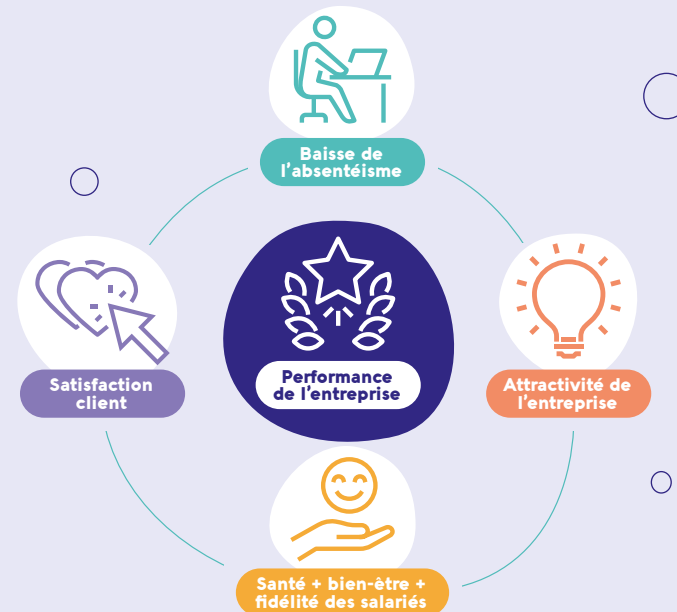 Baisse de
l'absentéisme
Performance
de l'entreprise
Satisfaction
client
Attractivité de
l'entreprise
Santé + bien-être +
fidélité des salariés